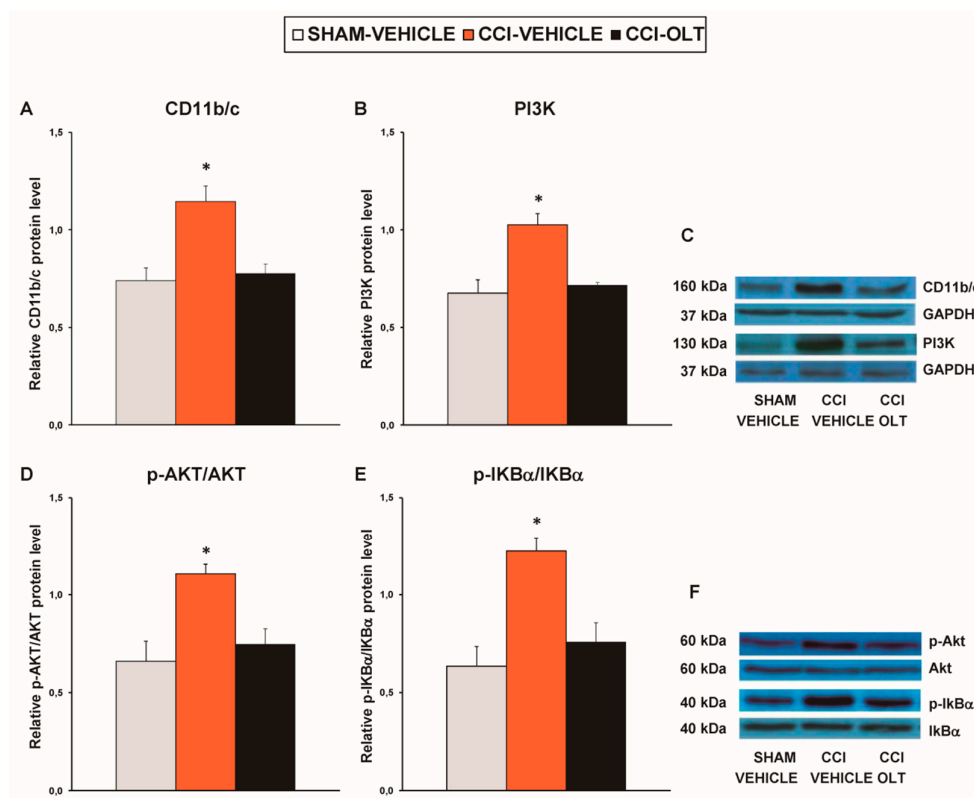 SHAM-VEHICLE CCI-VEHICLE CCI-OLT
A CD11b/c
Relative CD11b/c protein level
1,5
*
1,0
0,5
0,0
B PI3K
Relative PI3K protein level
1,5
*
1,0
0,5
0,0
C
160 kDa CD11b/c
37 kDa GAPDH
130 kDa PI3K
37 kDa GAPDH
SHAM CCI CCI
VEHICLE VEHICLE OLT
D p-AKT/AKT
Relative p-AKT/AKT protein level
1,5
*
1,0
0,5
0,0
E p-IKBα/IKBα
Relative p-IKBα/IKBα protein level
1,5
*
1,0
0,5
0,0
F
60 kDa p-Akt
60 kDa Akt
40 kDa p-IkBα
40 kDa IkBα
SHAM CCI CCI
VEHICLE VEHICLE OLT